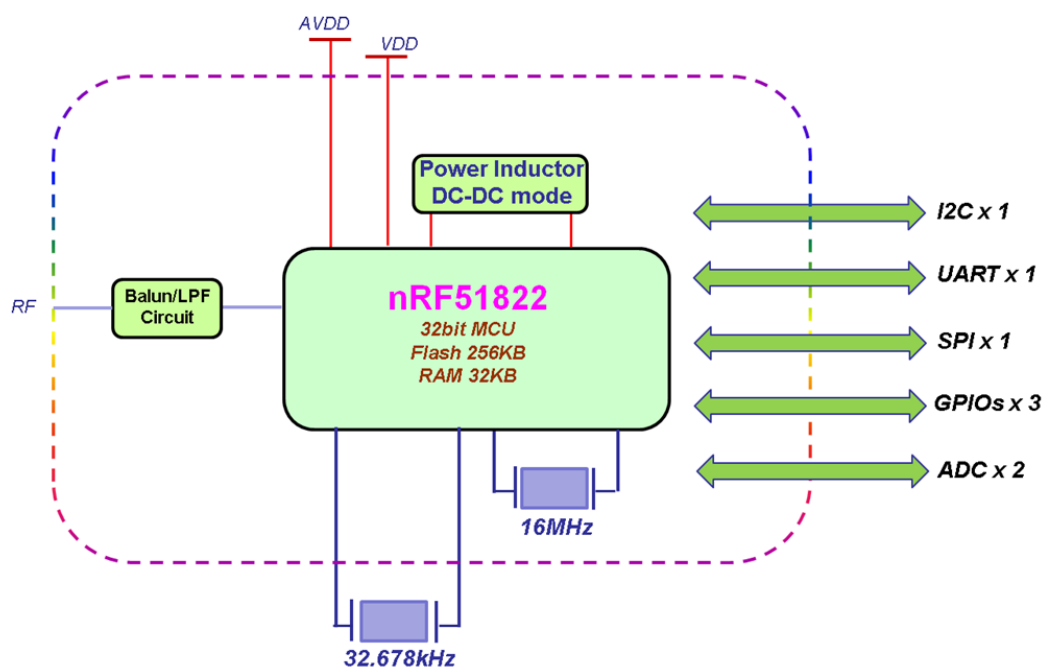 AVDD
VDD
Power Inductor
DC-DC mode
I2C x 1
UART x 1
nRF51822
32bit MCU
Flash 256KB
RAM 32KB
RF
Balun/LPF
Circuit
SPI x 1
GPIOs x 3
ADC x 2
16MHz
32.678kHz